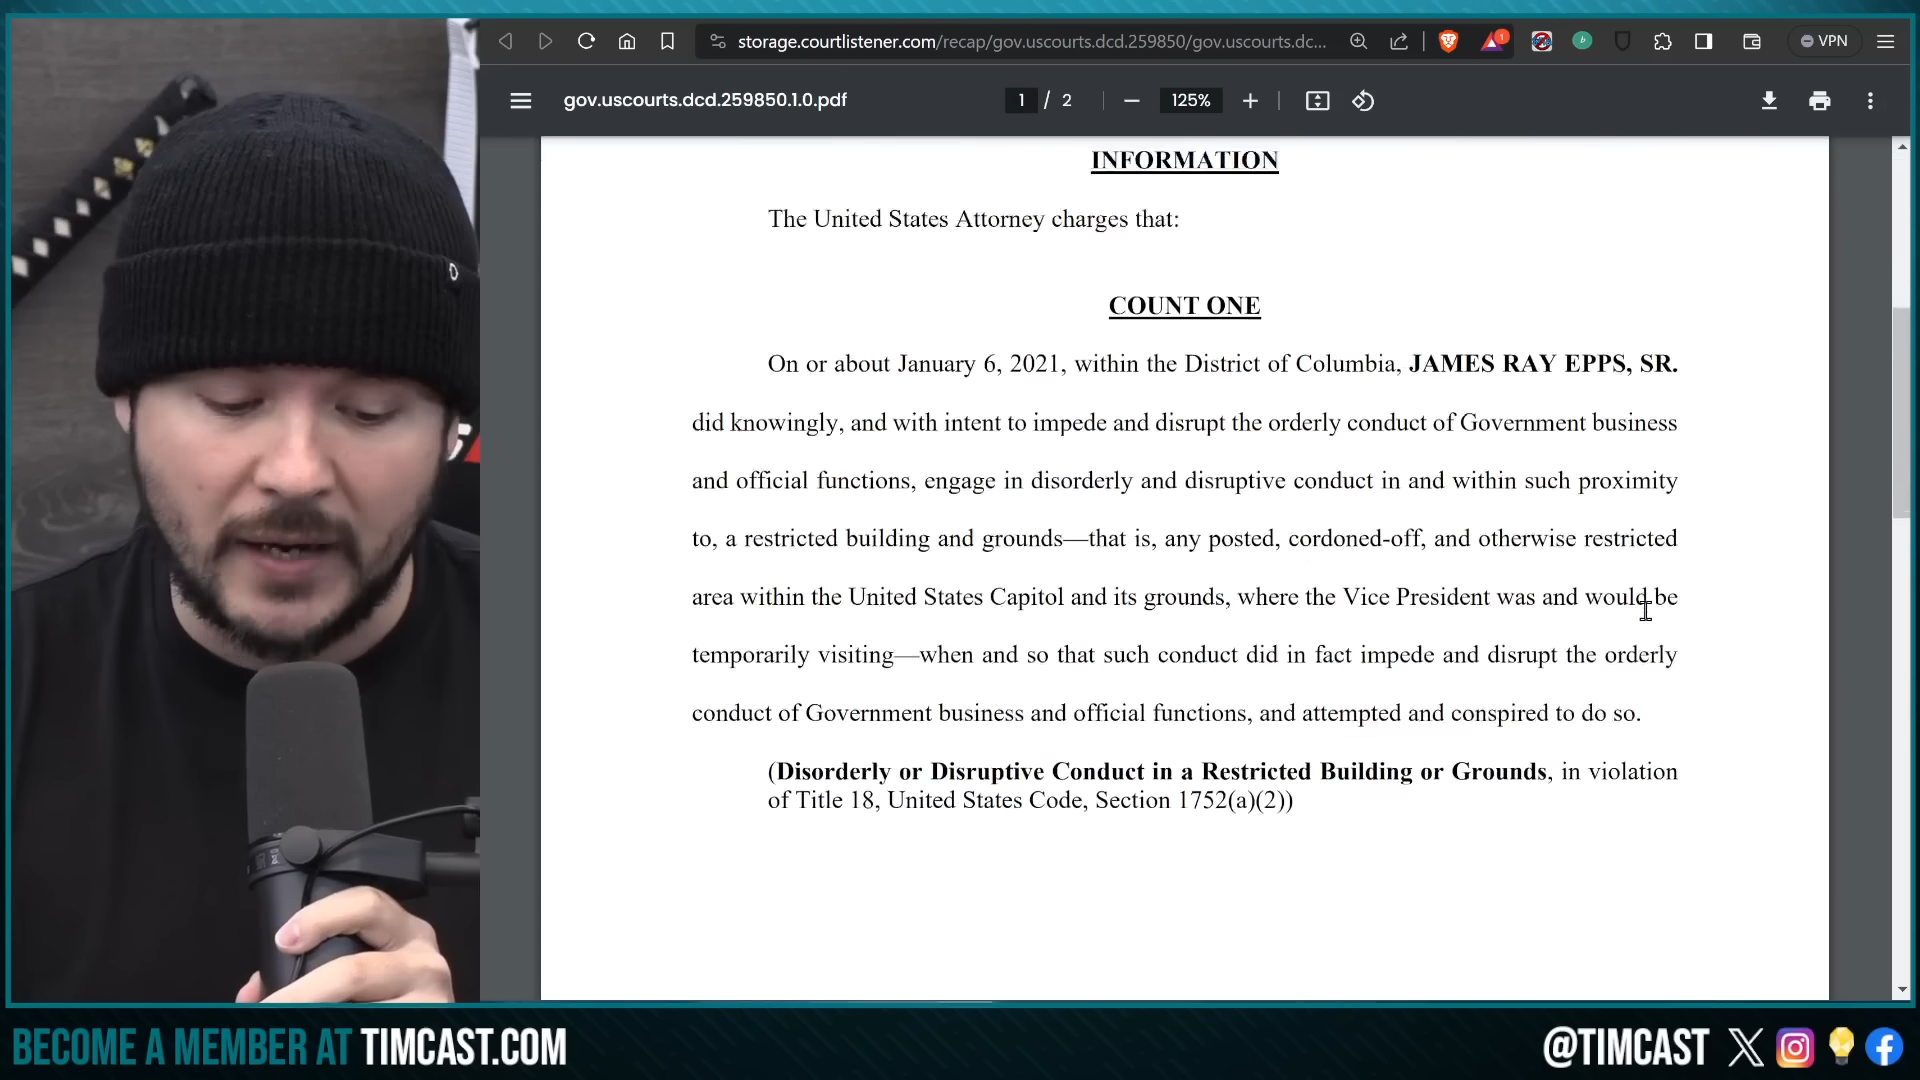 storage.courtlistener.com/recap/gov.uscourts.dcd.259850/gov.uscourts.dc...
1
VPN
gov.uscourts.dcd.259850.1.0.pdf
1 / 2
125%
INFORMATION
The United States Attorney charges that:
COUNT ONE
On or about January 6, 2021, within the District of Columbia, JAMES RAY EPPS, SR.
did knowingly, and with intent to impede and disrupt the orderly conduct of Government business
and official functions, engage in disorderly and disruptive conduct in and within such proximity
to, a restricted building and grounds—that is, any posted, cordoned-off, and otherwise restricted
area within the United States Capitol and its grounds, where the Vice President was and would be
temporarily visiting—when and so that such conduct did in fact impede and disrupt the orderly
conduct of Government business and official functions, and attempted and conspired to do so.
(Disorderly or Disruptive Conduct in a Restricted Building or Grounds, in violation
of Title 18, United States Code, Section 1752(a)(2))
BECOME A MEMBER AT TIMCAST.COM
@TIMCAST